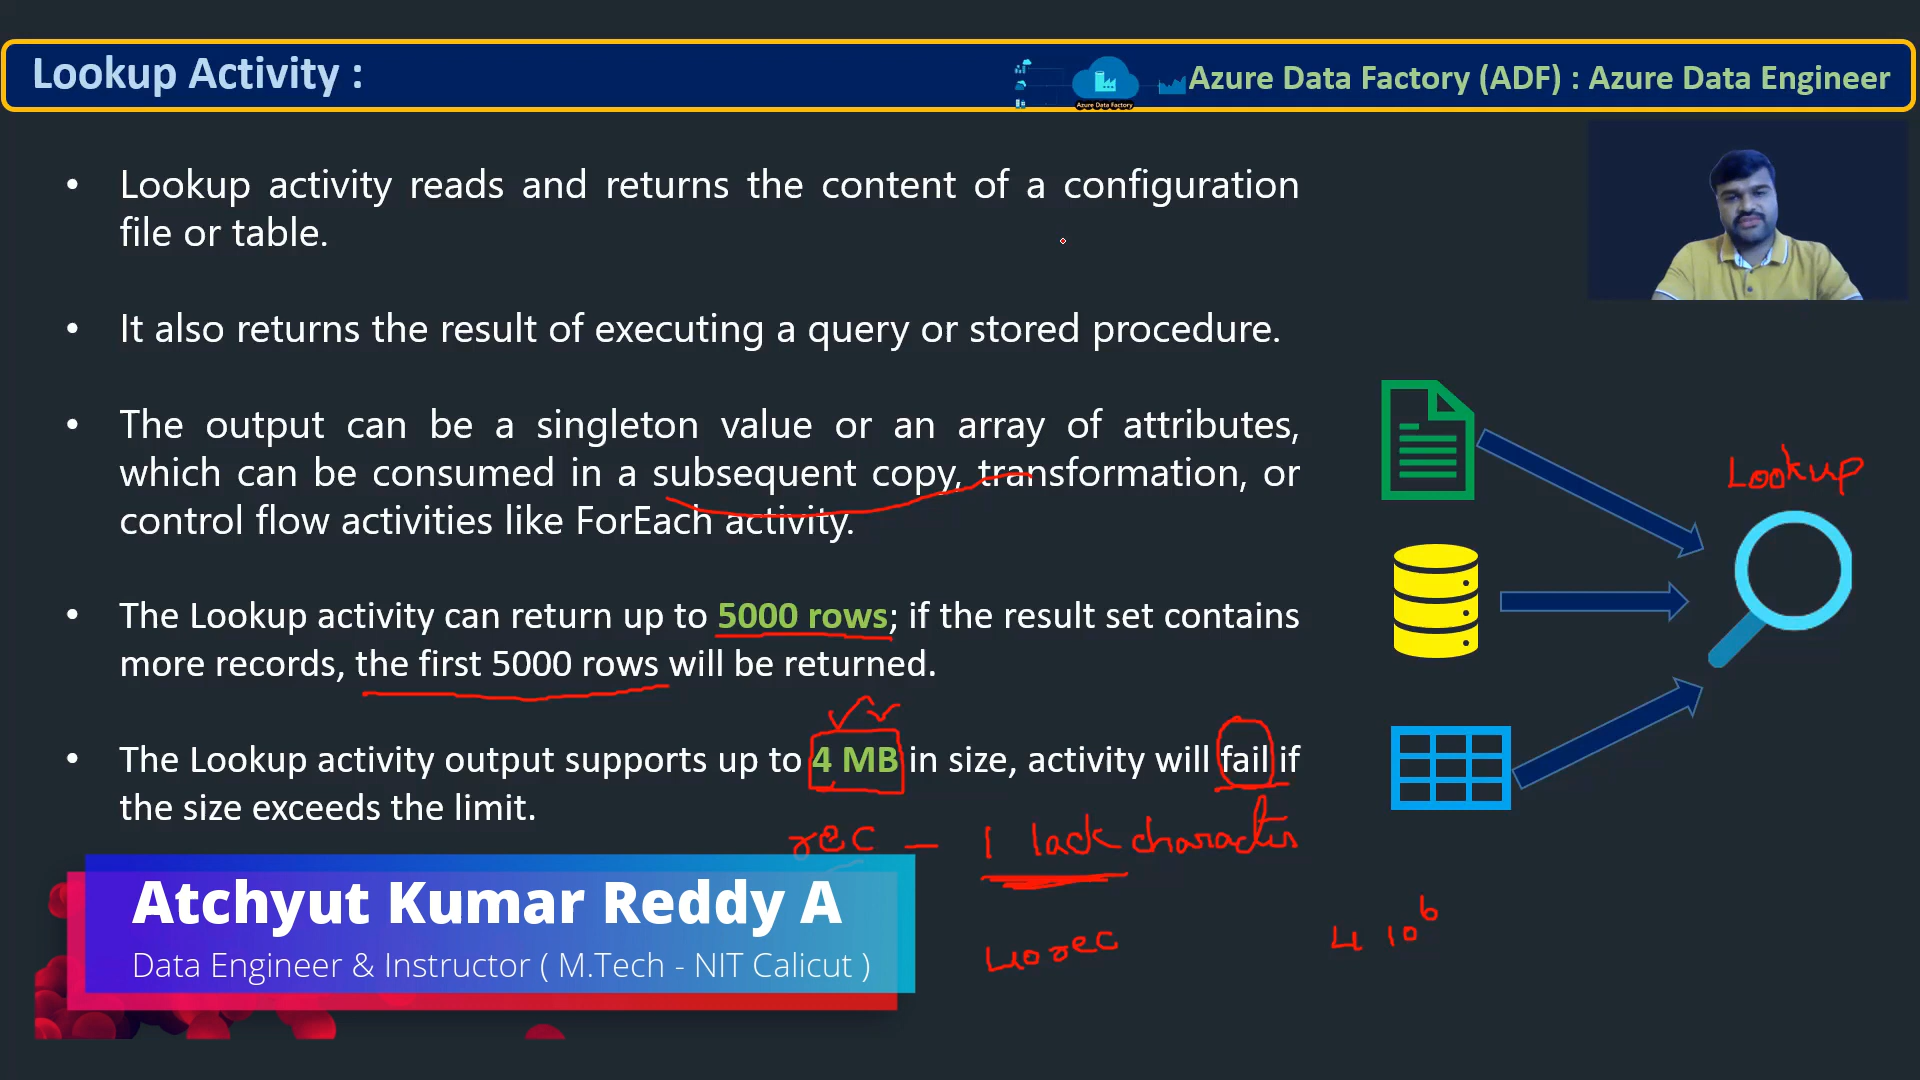 Lookup Activity :
Azure Data Factory
Azure Data Factory (ADF) : Azure Data Engineer
• Lookup activity reads and returns the content of a configuration
file or table.
• It also returns the result of executing a query or stored procedure.
• The output can be a singleton value or an array of attributes,
which can be consumed in a subsequent copy, transformation, or
control flow activities like ForEach activity.
Lookup
• The Lookup activity can return up to 5000 rows; if the result set contains
more records, the first 5000 rows will be returned.
• The Lookup activity output supports up to 4 MB in size, activity will fail if
the size exceeds the limit.
rec - 1 lack characters
Atchyut Kumar Reddy A
Data Engineer & Instructor ( M.Tech - NIT Calicut )
40 rec
4 10^6